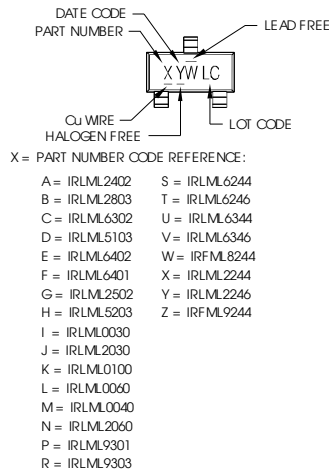 DATE CODE
PART NUMBER
LEAD FREE
X YW LC
Cu WIRE
HALOGEN FREE
LOT CODE
X = PART NUMBER CODE REFERENCE:
A = IRLML2402 S = IRLML6244
B = IRLML2803 T = IRLML6246
C = IRLML6302 U = IRLML6344
D = IRLML5103 V = IRLML6346
E = IRLML6402 W = IRFML8244
F = IRLML6401 X = IRLML2244
G = IRLML2502 Y = IRLML2246
H = IRLML5203 Z = IRFML9244
I = IRLML0030
J = IRLML2030
K = IRLML0100
L = IRLML0060
M = IRLML0040
N = IRLML2060
P = IRLML9301
R = IRLML9303